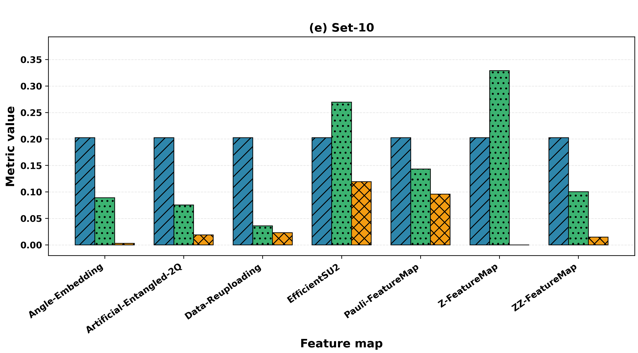 (e) Set-10
Metric value
0.35
0.30
0.25
0.20
0.15
0.10
0.05
0.00
Angle-Embedding
Artificial-Entangled-2Q
Data-Reuploading
EfficientSU2
Pauli-FeatureMap
Z-FeatureMap
ZZ-FeatureMap
Feature map